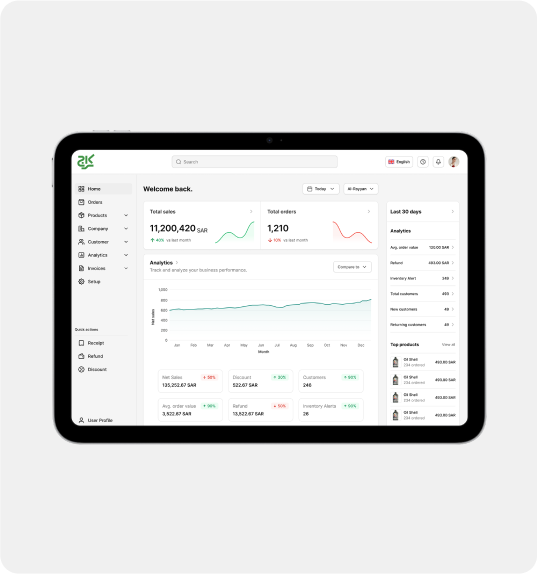 Search
English
Home
Orders
Products
Company
Customer
Analytics
Invoices
Setup
Quick actions
Receipt
Refund
Discount
User Profile
Welcome back.
Today
Al Rayyan
Total sales
11,200,420 SAR
40% vs last month
Total orders
1,210
10% vs last month
Analytics
Track and analyze your business performance.
Compare to
Net sales
1,000
800
600
400
200
0
Jan Feb Mar Apr May Jun Jul Aug Sep Oct Nov Dec
Month
Net Sales
135,252.67 SAR
Discount 30%
522.67 SAR
Customers
246
Avg. order value
3,522.67 SAR
Refund 50%
13,522.67 SAR
Inventory Alerts 50%
26
Last 30 days
Analytics
Avg. order value 120.00 SAR
Refund 493.00 SAR
Inventory Alert 249
Total customers 493
New customers 49
Returning customers 49
Top products View all
Oil Shell
234 ordered
493.00 SAR
Oil Shell
234 ordered
493.00 SAR
Oil Shell
234 ordered
493.00 SAR
Oil Shell
234 ordered
493.00 SAR